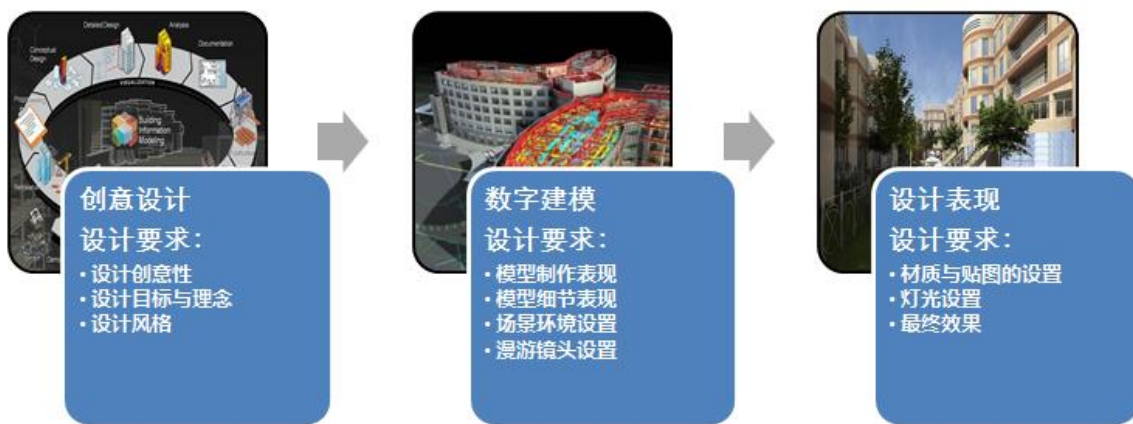 Detailed Design
Analysis
Conceptual
Design
Documentation
VISUALIZATION
Building
Information
Modeling
创意设计
设计要求：
• 设计创意性
• 设计目标与理念
• 设计风格
数字建模
设计要求：
• 模型制作表现
• 模型细节表现
• 场景环境设置
• 漫游镜头设置
设计表现
设计要求：
• 材质与贴图的设置
• 灯光设置
• 最终效果